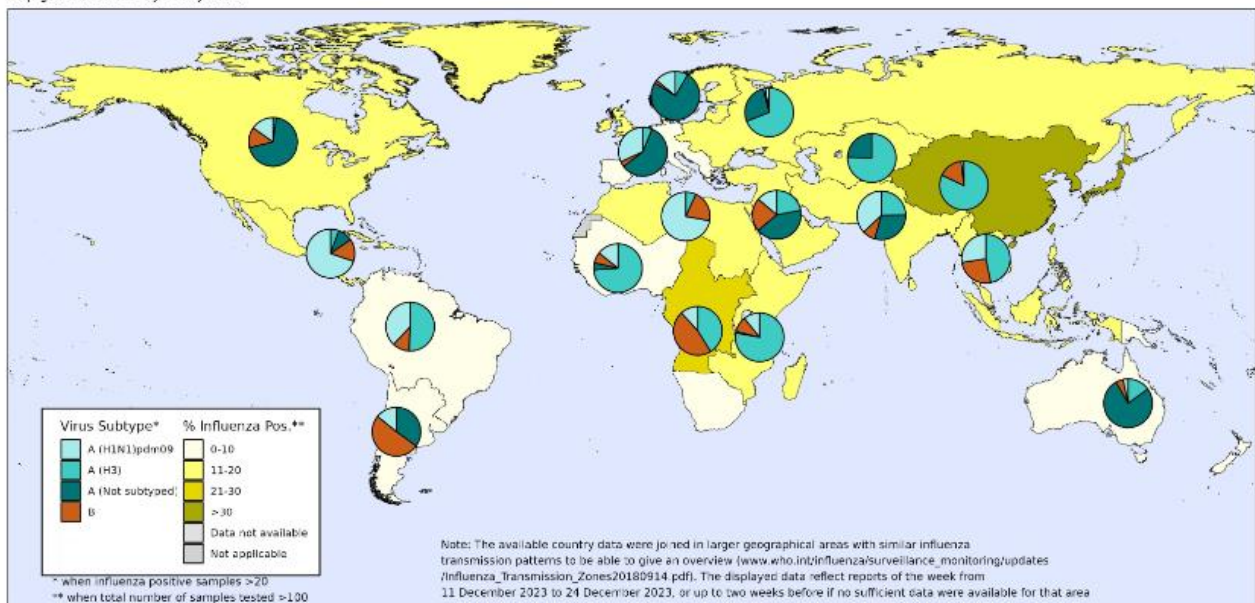 Virus Subtype*
A (H1N1)pdm09
A (H3)
A (Not subtyped)
B
% Influenza Pos.**
0-10
11-20
21-30
>30
Data not available
Not applicable
* when influenza positive samples >20
** when total number of samples tested >100
Note: The available country data were joined in larger geographical areas with similar influenza
transmission patterns to be able to give an overview (www.who.int/influenza/surveillance_monitoring/updates
/Influenza_Transmission_Zones20180914.pdf). The displayed data reflect reports of the week from
11 December 2023 to 24 December 2023, or up to two weeks before if no sufficient data were available for that area